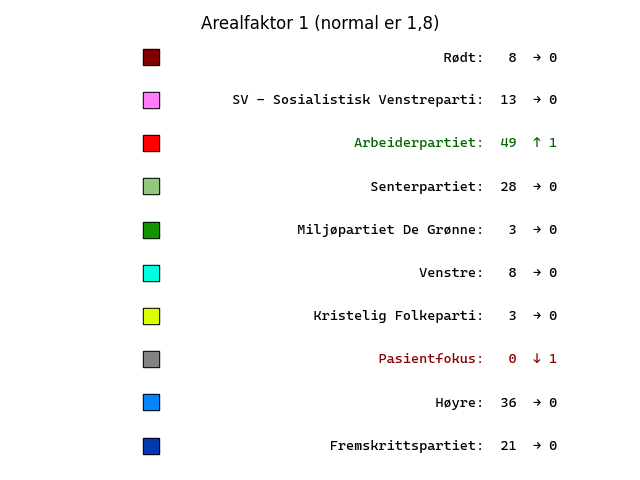 Arealfaktor 1 (normal er 1,8)
Rødt: 8 → 0
SV – Sosialistisk Venstreparti: 13 → 0
Arbeiderpartiet: 49 ↑ 1
Senterpartiet: 28 → 0
Miljøpartiet De Grønne: 3 → 0
Venstre: 8 → 0
Kristelig Folkeparti: 3 → 0
Pasientfokus: 0 ↓ 1
Høyre: 36 → 0
Fremskrittspartiet: 21 → 0